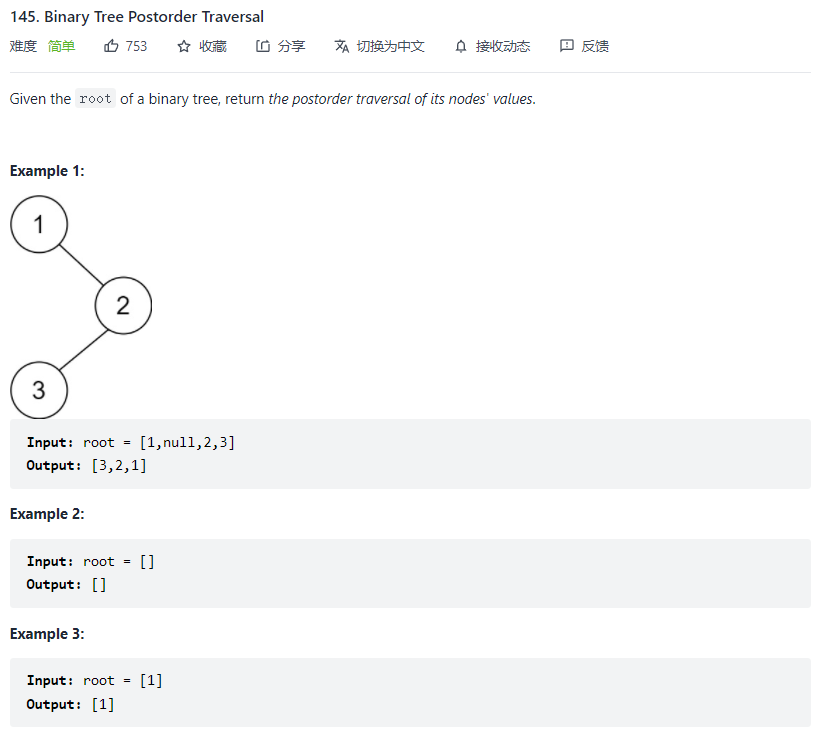 145. Binary Tree Postorder Traversal
难度 简单 753 收藏 分享 切换为中文 接收动态 反馈
Given the root of a binary tree, return the postorder traversal of its nodes' values.
Example 1:
1
2
3
Input: root = [1,null,2,3]
Output: [3,2,1]
Example 2:
Input: root = []
Output: []
Example 3:
Input: root = [1]
Output: [1]